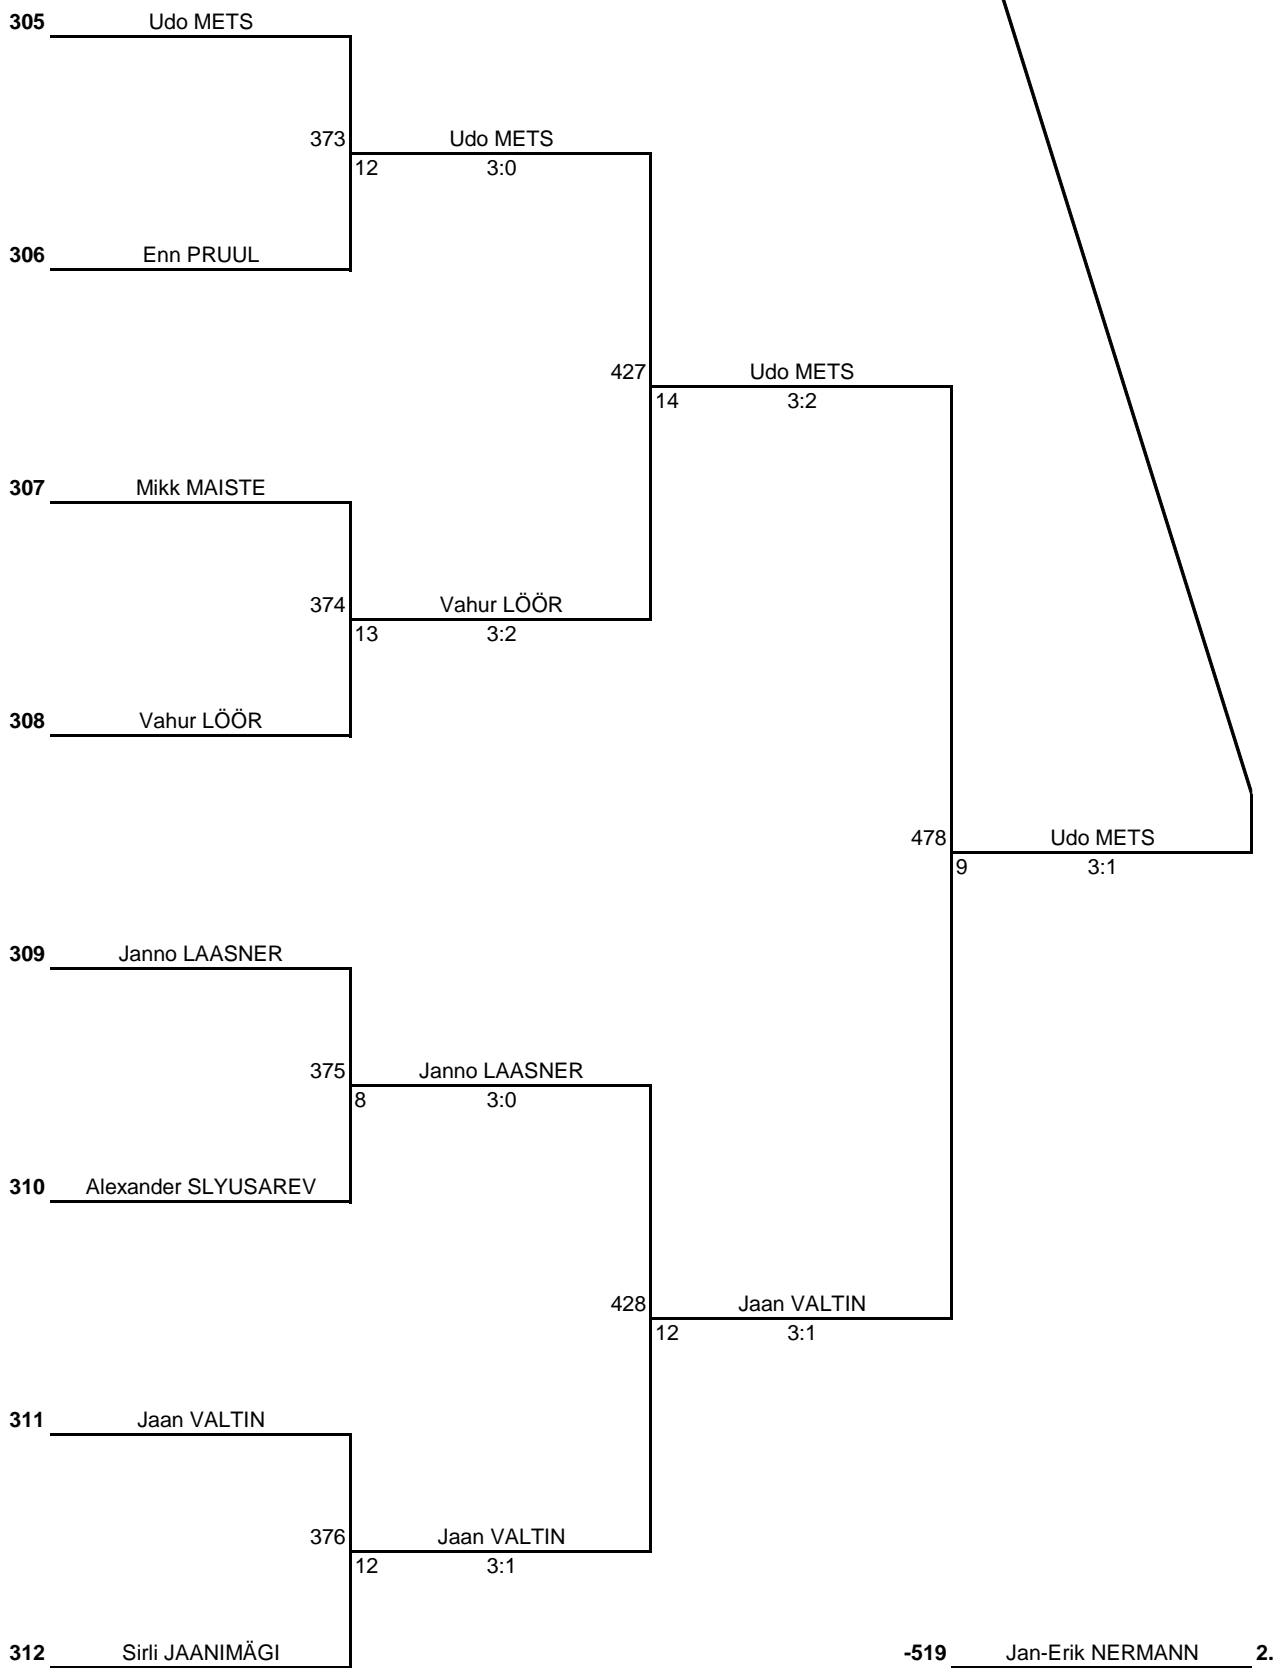 305 Udo METS
373 Udo METS
12 3:0
306 Enn PRUUL
427 Udo METS
14 3:2
307 Mikk MAISTE
374 Vahur LÖÖR
13 3:2
308 Vahur LÖÖR
478 Udo METS
9 3:1
309 Janno LAASNER
375 Janno LAASNER
8 3:0
310 Alexander SLYUSAREV
428 Jaan VALTIN
12 3:1
311 Jaan VALTIN
376 Jaan VALTIN
12 3:1
312 Sirli JAANIMÄGI
-519 Jan-Erik NERMANN 2.